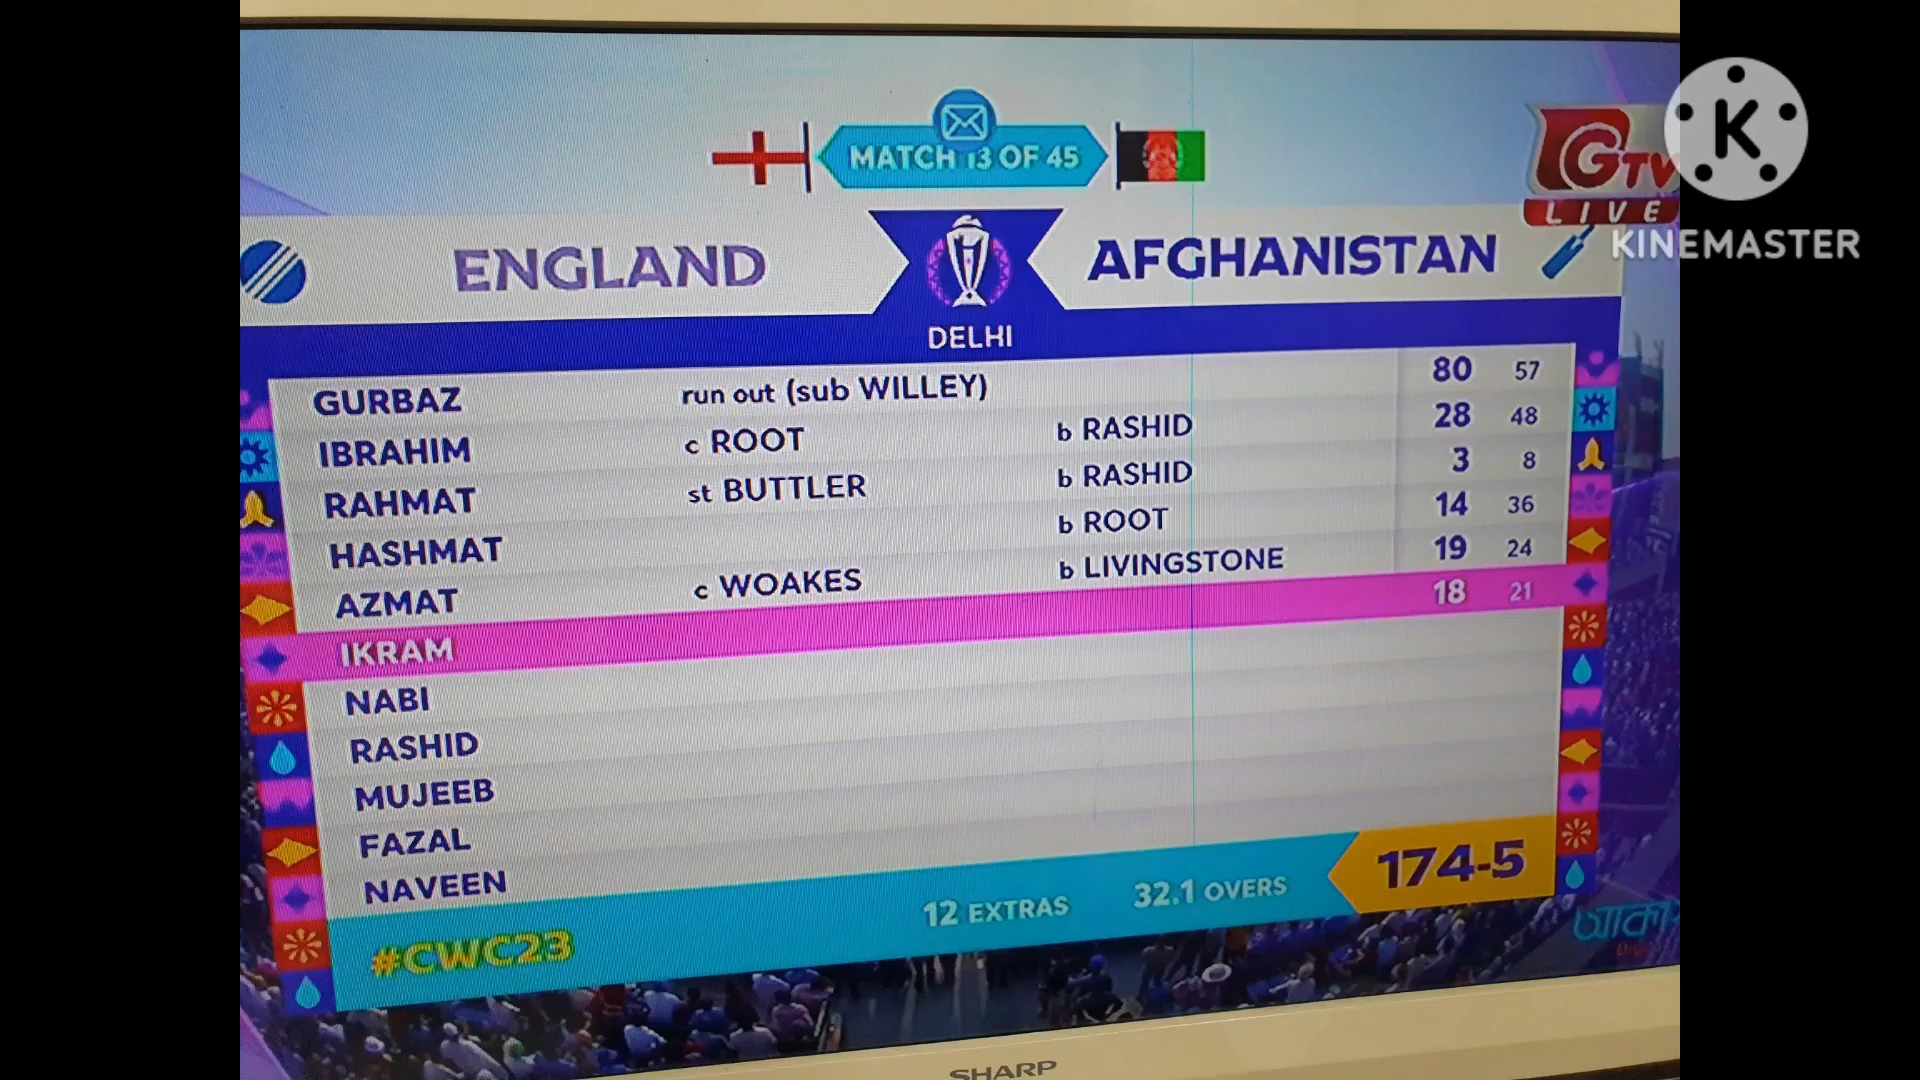 MATCH 13 OF 45
GTV
LIVE
K
KINEMASTER
ENGLAND
AFGHANISTAN
DELHI
GURBAZ run out (sub WILLEY) 80 57
IBRAHIM c ROOT b RASHID 28 48
RAHMAT st BUTTLER b RASHID 3 8
HASHMAT b ROOT 14 36
AZMAT c WOAKES b LIVINGSTONE 19 24
IKRAM 18 21
NABI
RASHID
MUJEEB
FAZAL
NAVEEN
12 EXTRAS 32.1 OVERS 174-5
#CWC23
SHARP